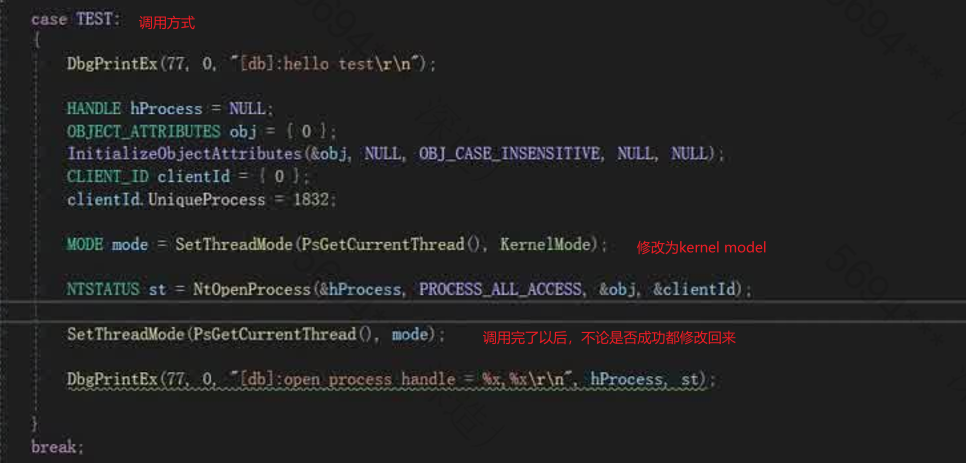 case TEST: 调用方式
{
DbgPrintEx(77, 0, "[db]:hello test\r\n");
HANDLE hProcess = NULL;
OBJECT_ATTRIBUTES obj = { 0 };
InitializeObjectAttributes(&obj, NULL, OBJ_CASE_INSENSITIVE, NULL, NULL);
CLIENT_ID clientId = { 0 };
clientId.UniqueProcess = 1832;
MODE mode = SetThreadMode(PsGetCurrentThread(), KernelMode); 修改为kernel model
NTSTATUS st = NtOpenProcess(&hProcess, PROCESS_ALL_ACCESS, &obj, &clientId);
SetThreadMode(PsGetCurrentThread(), mode); 调用完了以后，不论是否成功都修改回来
DbgPrintEx(77, 0, "[db]:open process handle = %x,%x\r\n", hProcess, st);
}
break;